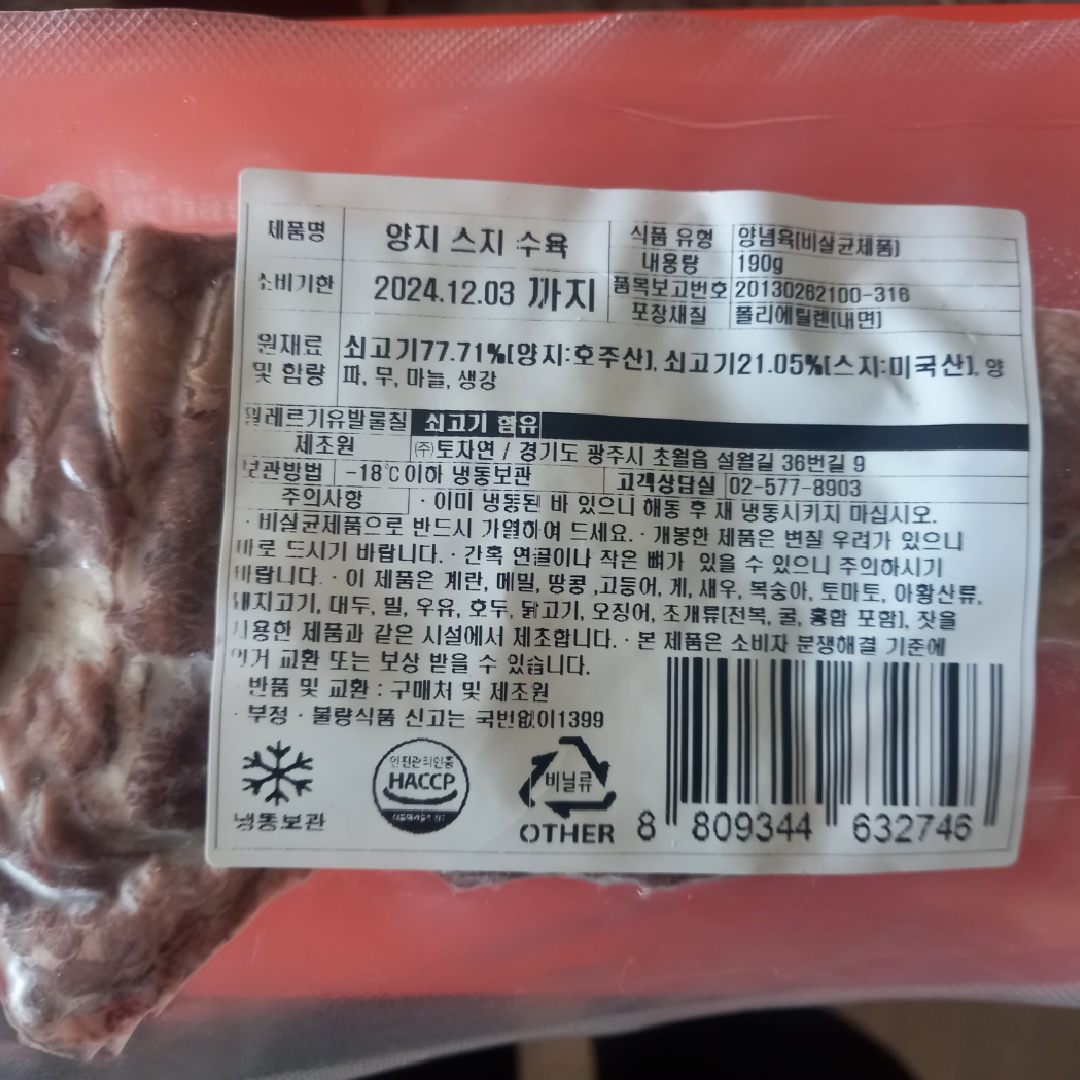 제품명 양지 스지 수육 식품 유형 양념육(비살균제품)
내용량 190g
소비기한 2024.12.03 까지 품목보고번호 20130262100-316
포장재질 폴리에틸렌(내면)
원재료 및 함량 쇠고기77.71%(양지:호주산), 쇠고기21.05%(스지:미국산), 양
파, 무, 마늘, 생강
알레르기유발물질 쇠고기 함유
제조원 (주)토자연 / 경기도 광주시 초월읍 설월길 36번길 9
보관방법 -18℃이하 냉동보관 고객상담실 02-577-8903
주의사항 · 이미 냉동된 바 있으니 해동 후 재 냉동시키지 마십시오.
· 비살균제품으로 반드시 가열하여 드세요. · 개봉한 제품은 변질 우려가 있으니
바로 드시기 바랍니다. · 간혹 연골이나 작은 뼈가 있을 수 있으니 주의하시기
바랍니다. · 이 제품은 계란, 메밀, 땅콩 ,고등어, 게, 새우, 복숭아, 토마토, 아황산류,
돼지고기, 대두, 밀, 우유, 호두, 닭고기, 오징어, 조개류(전복, 굴, 홍합 포함), 잣을
사용한 제품과 같은 시설에서 제조합니다. · 본 제품은 소비자 분쟁해결 기준에
의거 교환 또는 보상 받을 수 있습니다.
· 반품 및 교환 : 구매처 및 제조원
· 부정 · 불량식품 신고는 국번없이1399
냉동보관
안전관리인증
HACCP
비닐류
OTHER
8 809344 632746